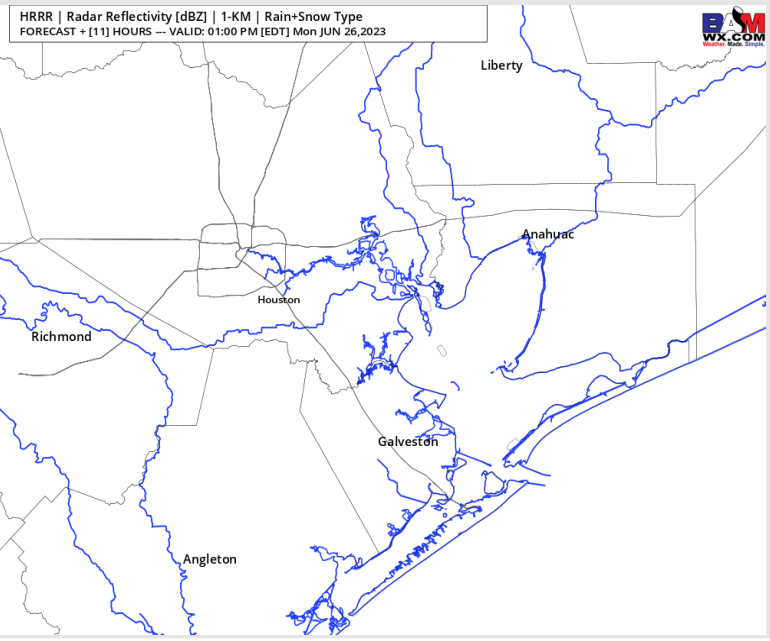 HRRR | Radar Reflectivity [dBZ] | 1-KM | Rain+Snow Type
FORECAST + [11] HOURS --- VALID: 01:00 PM [EDT] Mon JUN 26,2023
BAM
WX.COM
Weather. Made. Simple.
Liberty
Anahuac
Houston
Richmond
Galveston
Angleton